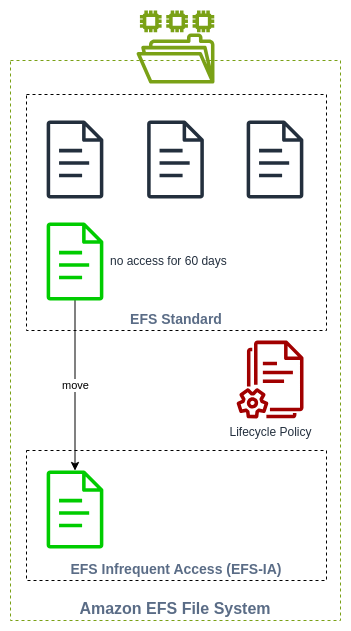 no access for 60 days
EFS Standard
move
Lifecycle Policy
EFS Infrequent Access (EFS-IA)
Amazon EFS File System